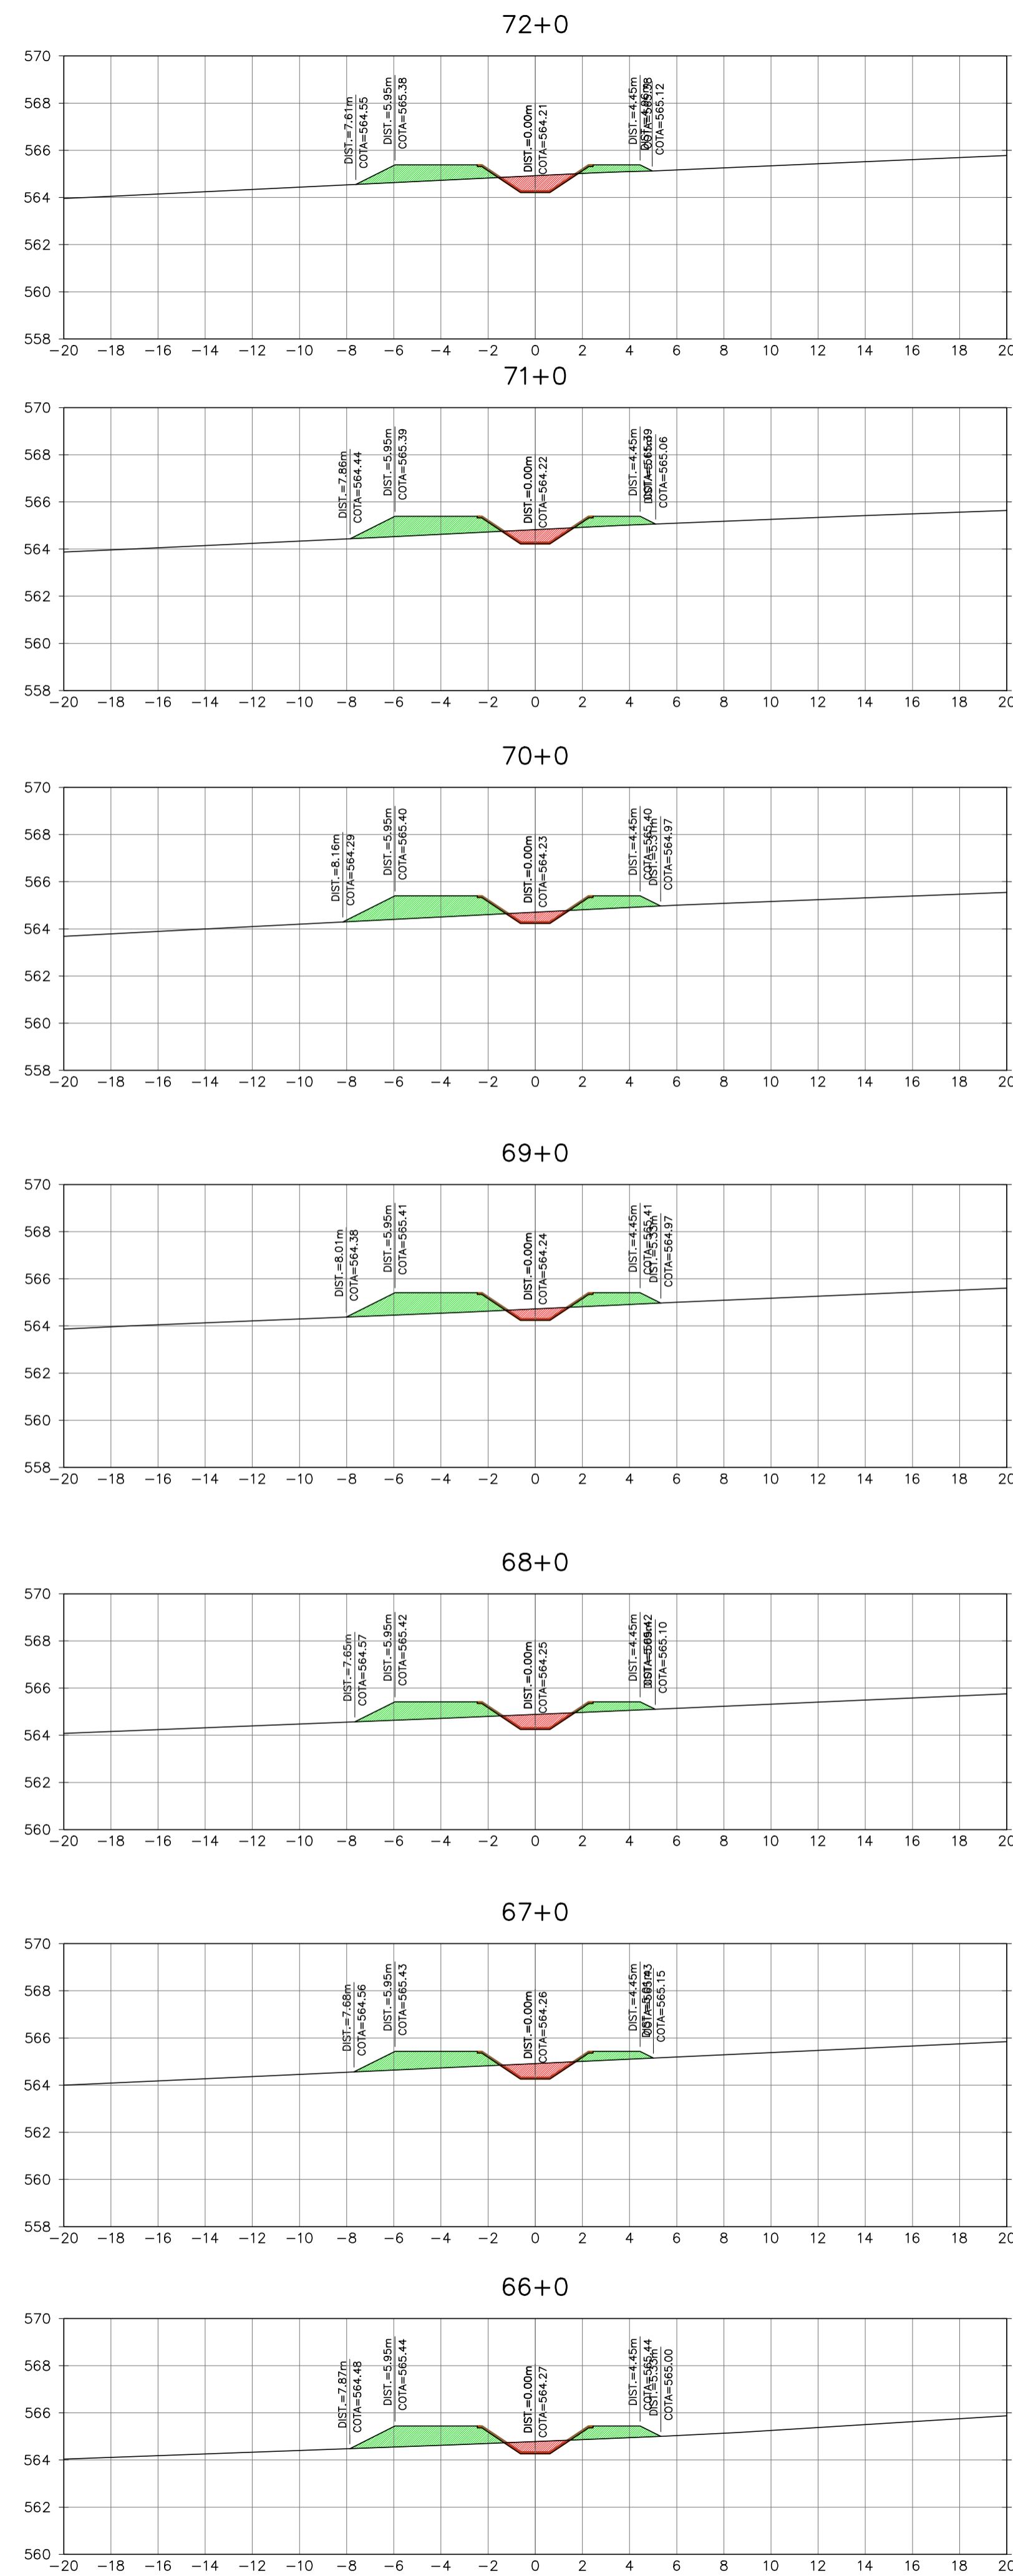 72+0
570
568
566
564
562
560
558
DIST.=7.61m
COTA=564.55
DIST.=5.95m
COTA=565.38
DIST.=0.00m
COTA=564.21
DIST.=4.45m
COTA=565.12
−20 −18 −16 −14 −12 −10 −8 −6 −4 −2 0 2 4 6 8 10 12 14 16 18 20
71+0
570
568
566
564
562
560
558
DIST.=7.86m
COTA=564.44
DIST.=5.95m
COTA=565.39
DIST.=0.00m
COTA=564.22
DIST.=4.45m
COTA=565.06
−20 −18 −16 −14 −12 −10 −8 −6 −4 −2 0 2 4 6 8 10 12 14 16 18 20
70+0
570
568
566
564
562
560
558
DIST.=8.16m
COTA=564.29
DIST.=5.95m
COTA=565.40
DIST.=0.00m
COTA=564.23
DIST.=4.45m
COTA=565.40
COTA=564.97
−20 −18 −16 −14 −12 −10 −8 −6 −4 −2 0 2 4 6 8 10 12 14 16 18 20
69+0
570
568
566
564
562
560
558
DIST.=8.01m
COTA=564.38
DIST.=5.95m
COTA=565.41
DIST.=0.00m
COTA=564.24
DIST.=4.45m
COTA=565.41
COTA=564.97
−20 −18 −16 −14 −12 −10 −8 −6 −4 −2 0 2 4 6 8 10 12 14 16 18 20
68+0
570
568
566
564
562
560
DIST.=7.65m
COTA=564.57
DIST.=5.95m
COTA=565.42
DIST.=0.00m
COTA=564.25
DIST.=4.45m
COTA=565.10
−20 −18 −16 −14 −12 −10 −8 −6 −4 −2 0 2 4 6 8 10 12 14 16 18 20
67+0
570
568
566
564
562
560
558
DIST.=7.68m
COTA=564.56
DIST.=5.95m
COTA=565.43
DIST.=0.00m
COTA=564.26
DIST.=4.45m
COTA=565.15
−20 −18 −16 −14 −12 −10 −8 −6 −4 −2 0 2 4 6 8 10 12 14 16 18 20
66+0
570
568
566
564
562
560
DIST.=7.87m
COTA=564.48
DIST.=5.95m
COTA=565.44
DIST.=0.00m
COTA=564.27
DIST.=4.45m
COTA=565.44
COTA=565.00
−20 −18 −16 −14 −12 −10 −8 −6 −4 −2 0 2 4 6 8 10 12 14 16 18 20